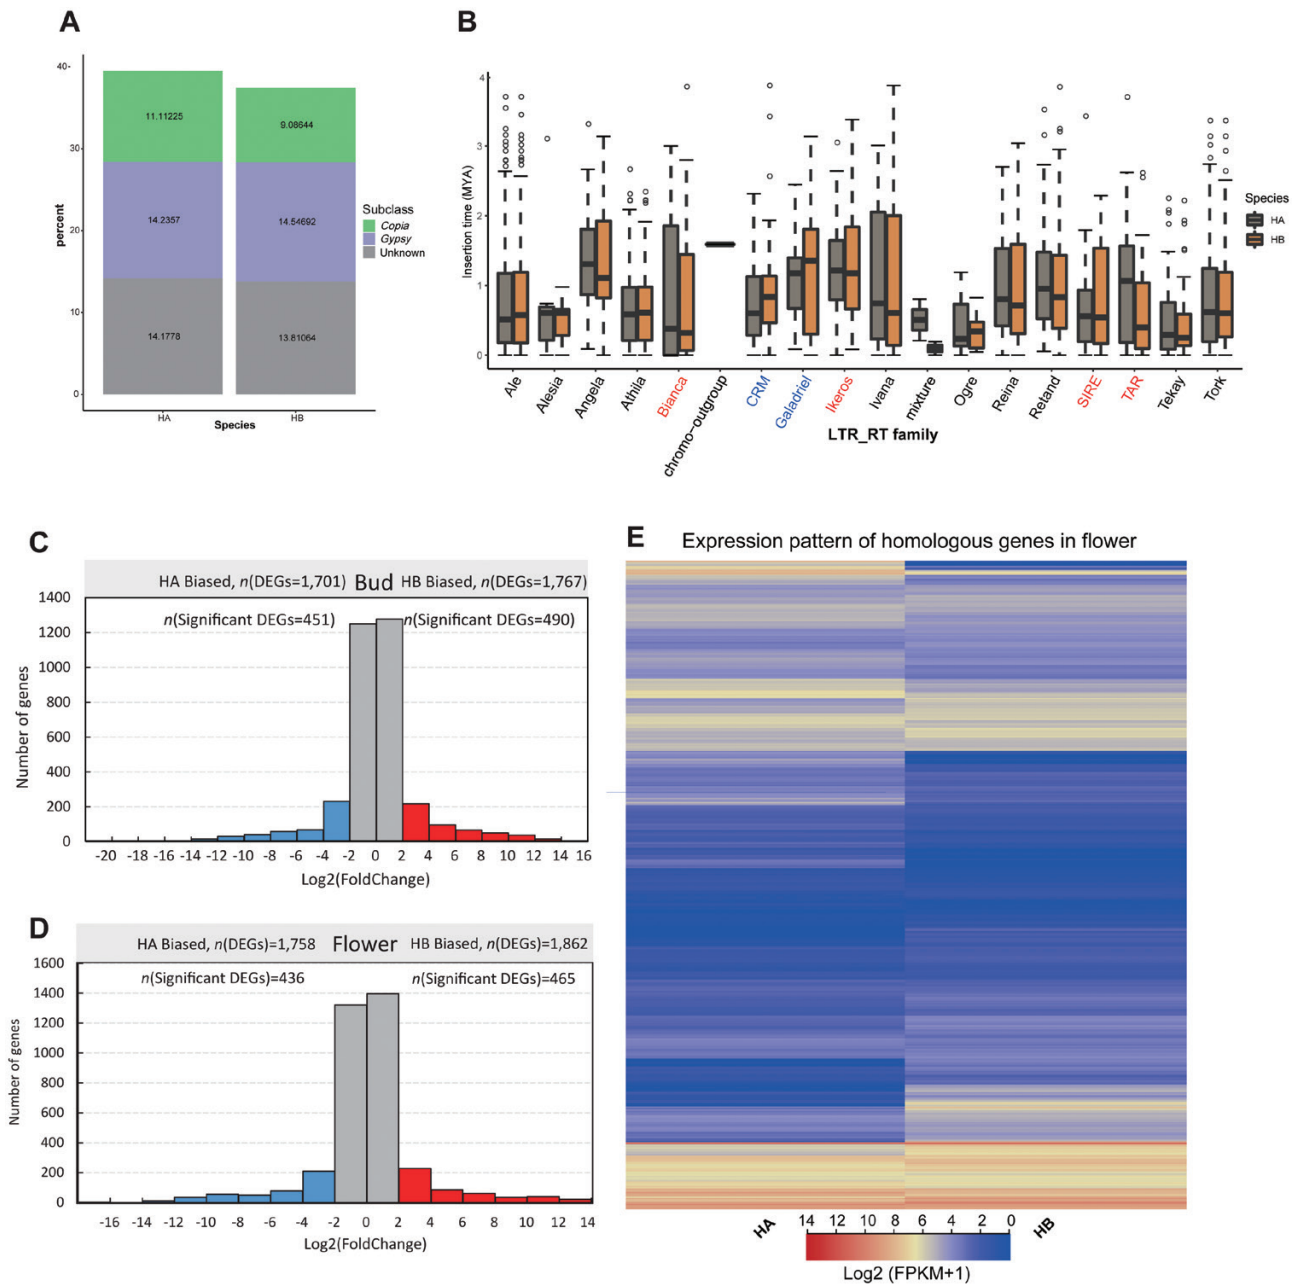 A
40-
30
20
10
0
percent
11.11225
14.2357
14.1778
9.08644
14.54692
13.81064
HA
HB
Species
Subclass
Copia
Gypsy
Unknown
B
4
3
2
1
0
Insertion time (MYA)
Ale
Alesia
Angela
Athila
Bianca
chromo-outgroup
CRM
Galadriel
Ikeros
Ivana
mixture
Ogre
Reina
Retand
SIRE
TAR
Tekay
Tork
LTR_RT family
Species
HA
HB
C
HA Biased, n(DEGs=1,701) Bud HB Biased, n(DEGs=1,767)
n(Significant DEGs=451) n(Significant DEGs=490)
1400
1200
1000
800
600
400
200
0
Number of genes
-20 -18 -16 -14 -12 -10 -8 -6 -4 -2 0 2 4 6 8 10 12 14 16
Log2(FoldChange)
D
HA Biased, n(DEGs)=1,758 Flower HB Biased, n(DEGs)=1,862
n(Significant DEGs)=436 n(Significant DEGs)=465
1600
1400
1200
1000
800
600
400
200
0
Number of genes
-16 -14 -12 -10 -8 -6 -4 -2 0 2 4 6 8 10 12 14
Log2(FoldChange)
E
Expression pattern of homologous genes in flower
HA
HB
14 12 10 8 6 4 2 0
Log2 (FPKM+1)